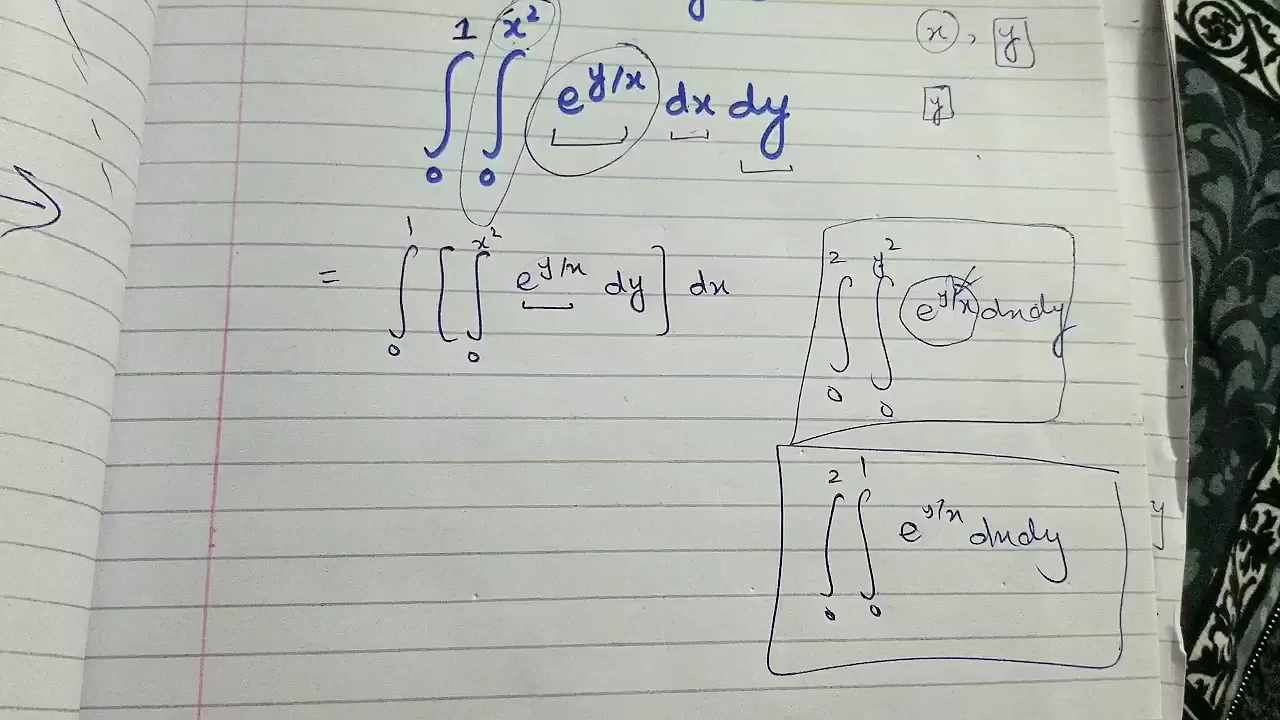 x , y
∫₀¹ ∫₀^{x²} e^{y/x} dx dy
y
= ∫₀¹ [ ∫₀^{x²} e^{y/x} dy ] dx
∫₀² ∫₀^{y²} e^{y/x} dx dy
∫₀² ∫₀¹ e^{y/x} dx dy
y